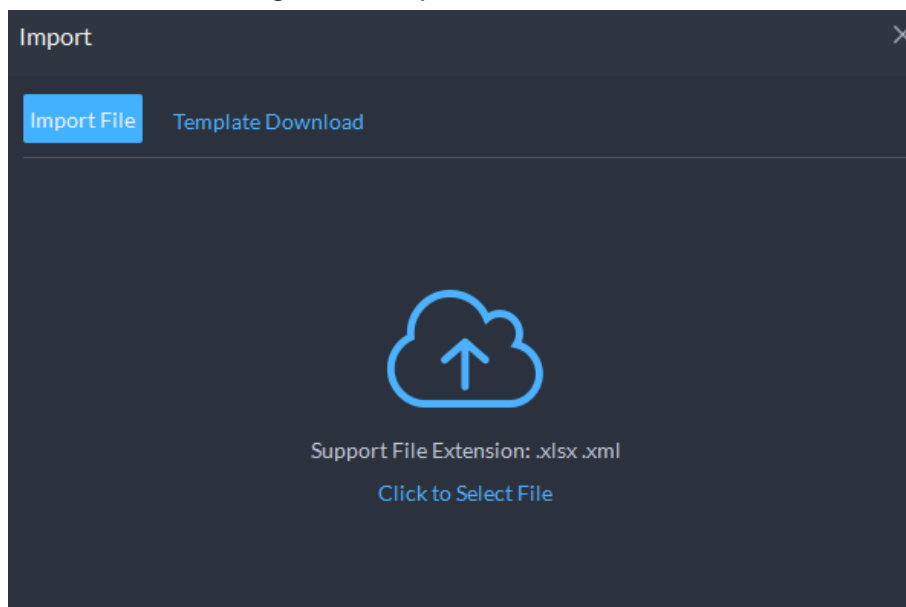 Import
Import File
Template Download
Support File Extension: .xlsx .xml
Click to Select File